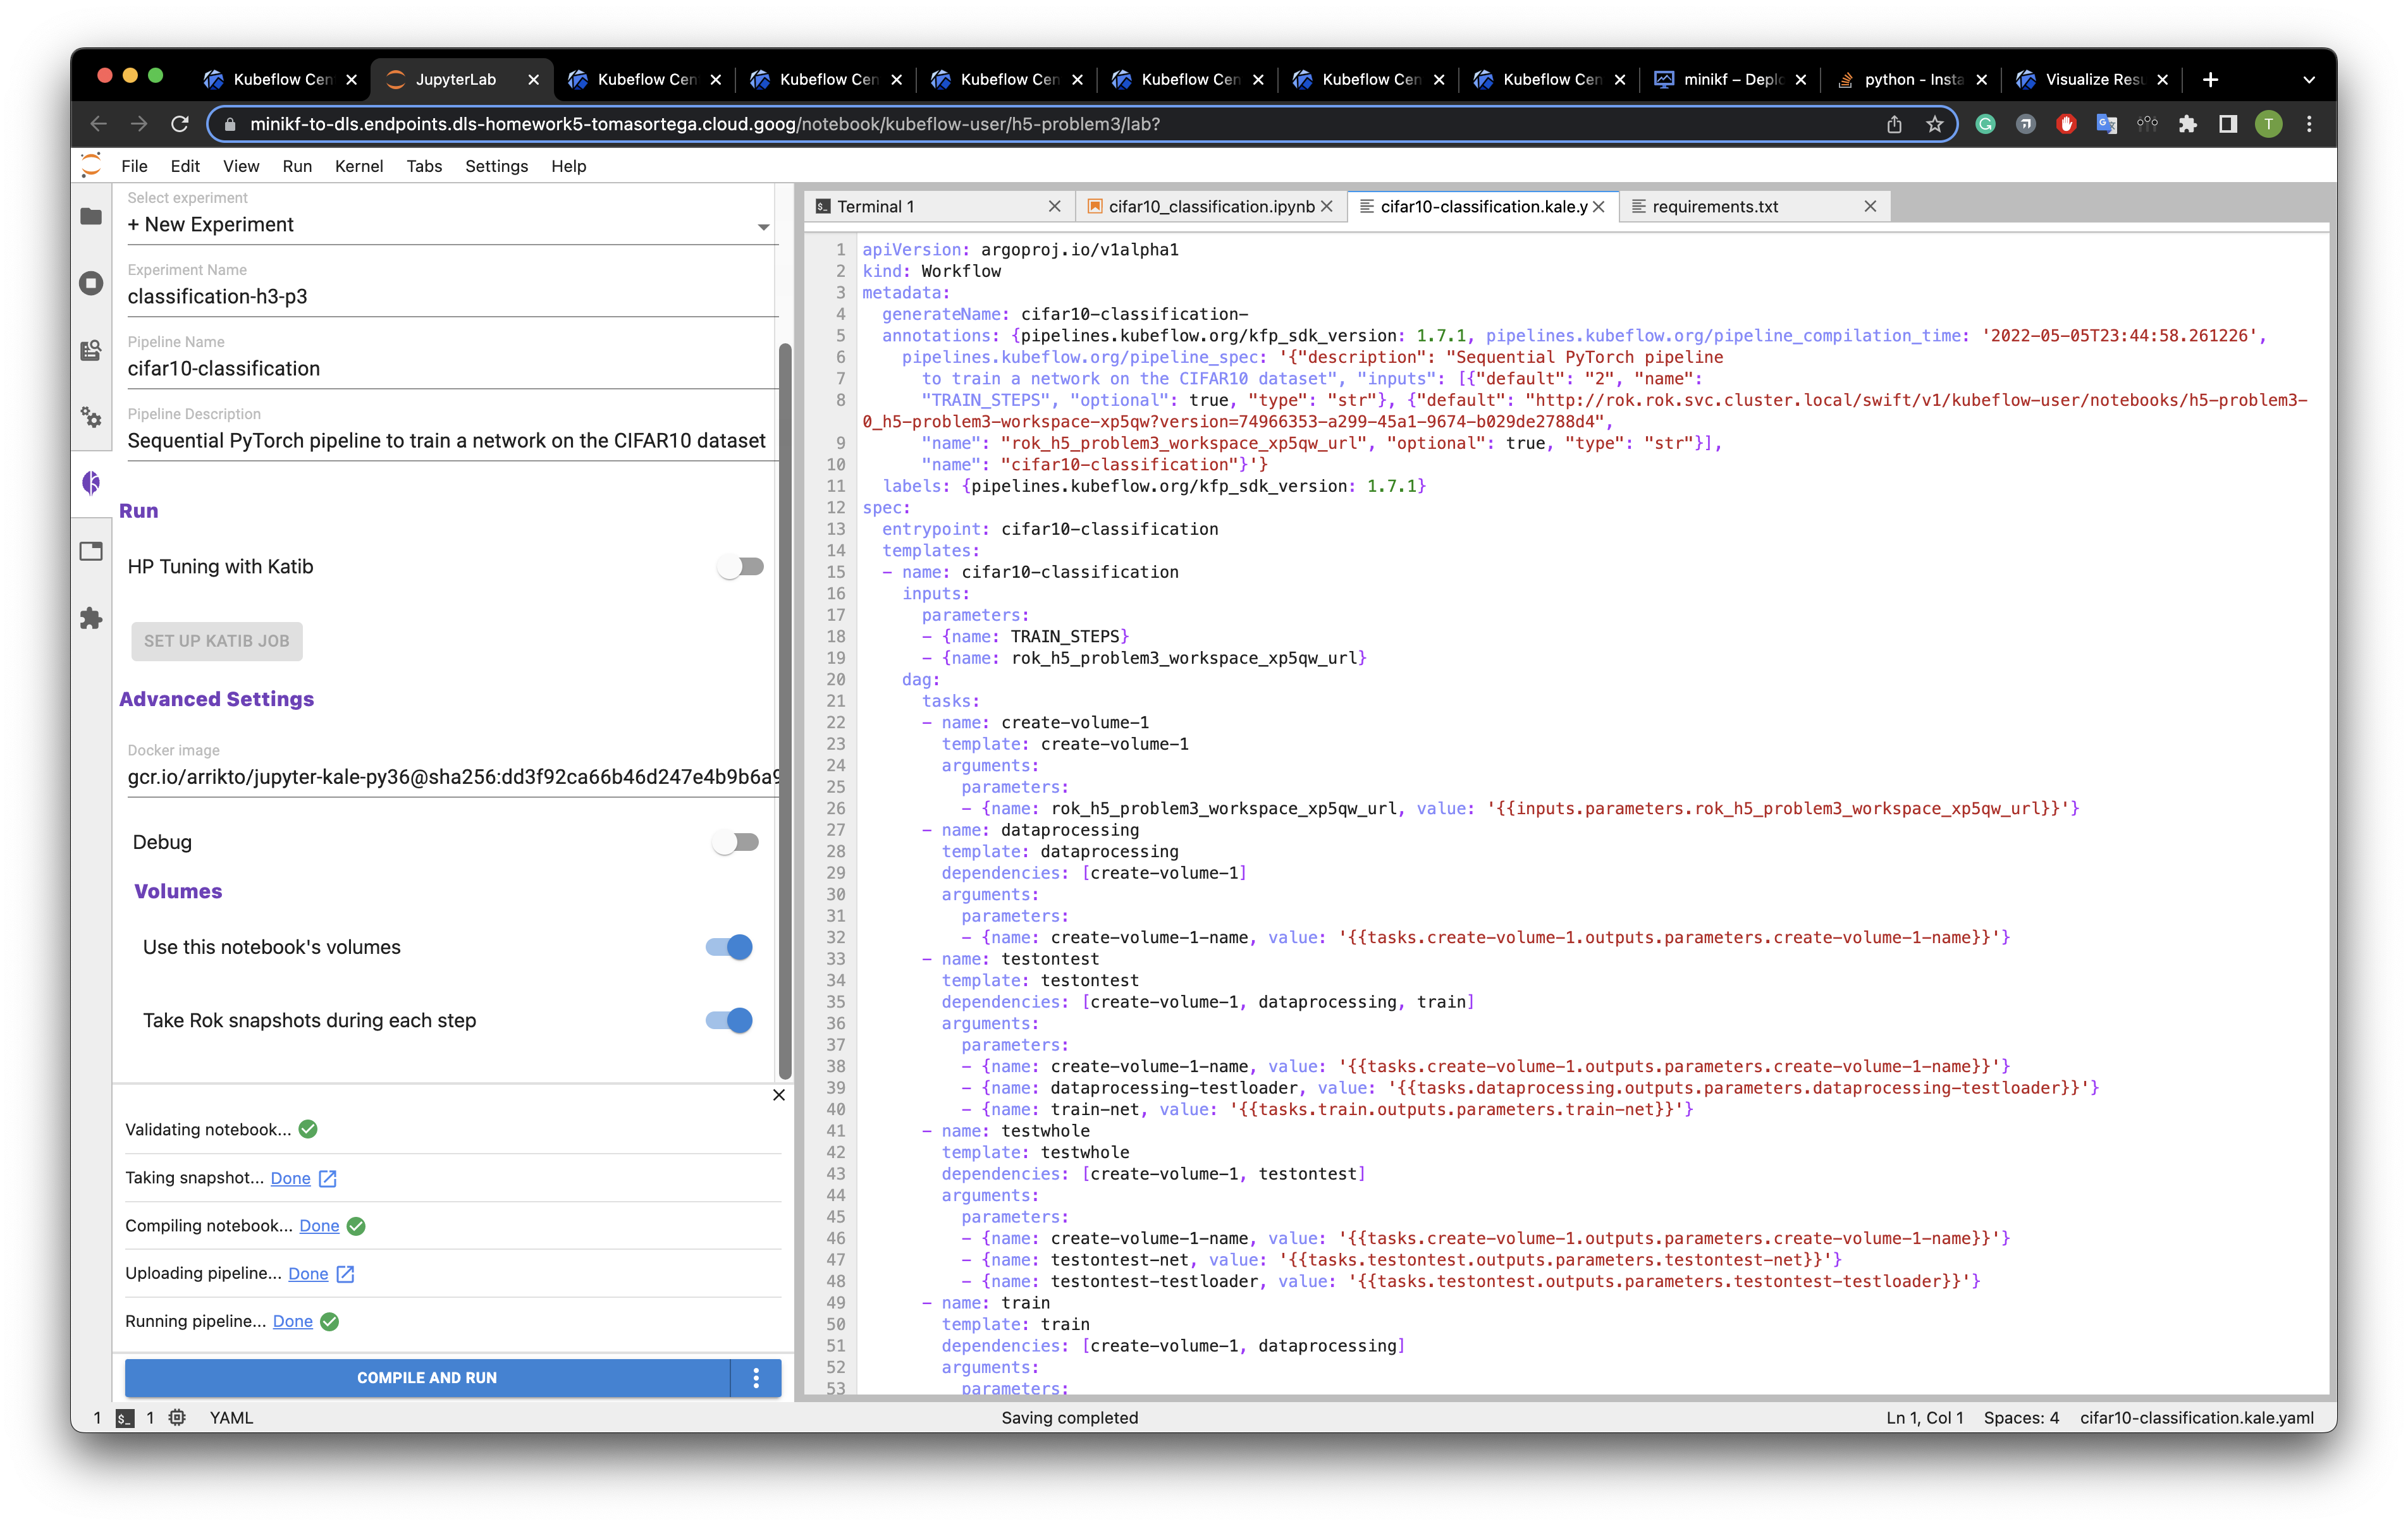 Kubeflow Cen
JupyterLab
Kubeflow Cen
Kubeflow Cen
Kubeflow Cen
Kubeflow Cen
Kubeflow Cen
Kubeflow Cen
minikf – Deplo
python - Insta
Visualize Resu
minikf-to-dls.endpoints.dls-homework5-tomasortega.cloud.goog/notebook/kubeflow-user/h5-problem3/lab?
T
File Edit View Run Kernel Tabs Settings Help
Select experiment
+ New Experiment
Experiment Name
classification-h3-p3
Pipeline Name
cifar10-classification
Pipeline Description
Sequential PyTorch pipeline to train a network on the CIFAR10 dataset
Run
HP Tuning with Katib
SET UP KATIB JOB
Advanced Settings
Docker image
gcr.io/arrikto/jupyter-kale-py36@sha256:dd3f92ca66b46d247e4b9b6a9
Debug
Volumes
Use this notebook's volumes
Take Rok snapshots during each step
Validating notebook...
Taking snapshot... Done
Compiling notebook... Done
Uploading pipeline... Done
Running pipeline... Done
COMPILE AND RUN
Terminal 1
cifar10_classification.ipynb
cifar10-classification.kale.y
requirements.txt
1 apiVersion: argoproj.io/v1alpha1
2 kind: Workflow
3 metadata:
4 generateName: cifar10-classification-
5 annotations: {pipelines.kubeflow.org/kfp_sdk_version: 1.7.1, pipelines.kubeflow.org/pipeline_compilation_time: '2022-05-05T23:44:58.261226',
6 pipelines.kubeflow.org/pipeline_spec: '{"description": "Sequential PyTorch pipeline
7 to train a network on the CIFAR10 dataset", "inputs": [{"default": "2", "name":
8 "TRAIN_STEPS", "optional": true, "type": "str"}, {"default": "http://rok.rok.svc.cluster.local/swift/v1/kubeflow-user/notebooks/h5-problem3-
0_h5-problem3-workspace-xp5qw?version=74966353-a299-45a1-9674-b029de2788d4",
9 "name": "rok_h5_problem3_workspace_xp5qw_url", "optional": true, "type": "str"}],
10 "name": "cifar10-classification"}'}
11 labels: {pipelines.kubeflow.org/kfp_sdk_version: 1.7.1}
12 spec:
13 entrypoint: cifar10-classification
14 templates:
15 - name: cifar10-classification
16 inputs:
17 parameters:
18 - {name: TRAIN_STEPS}
19 - {name: rok_h5_problem3_workspace_xp5qw_url}
20 dag:
21 tasks:
22 - name: create-volume-1
23 template: create-volume-1
24 arguments:
25 parameters:
26 - {name: rok_h5_problem3_workspace_xp5qw_url, value: '{{inputs.parameters.rok_h5_problem3_workspace_xp5qw_url}}'}
27 - name: dataprocessing
28 template: dataprocessing
29 dependencies: [create-volume-1]
30 arguments:
31 parameters:
32 - {name: create-volume-1-name, value: '{{tasks.create-volume-1.outputs.parameters.create-volume-1-name}}'}
33 - name: testontest
34 template: testontest
35 dependencies: [create-volume-1, dataprocessing, train]
36 arguments:
37 parameters:
38 - {name: create-volume-1-name, value: '{{tasks.create-volume-1.outputs.parameters.create-volume-1-name}}'}
39 - {name: dataprocessing-testloader, value: '{{tasks.dataprocessing.outputs.parameters.dataprocessing-testloader}}'}
40 - {name: train-net, value: '{{tasks.train.outputs.parameters.train-net}}'}
41 - name: testwhole
42 template: testwhole
43 dependencies: [create-volume-1, testontest]
44 arguments:
45 parameters:
46 - {name: create-volume-1-name, value: '{{tasks.create-volume-1.outputs.parameters.create-volume-1-name}}'}
47 - {name: testontest-net, value: '{{tasks.testontest.outputs.parameters.testontest-net}}'}
48 - {name: testontest-testloader, value: '{{tasks.testontest.outputs.parameters.testontest-testloader}}'}
49 - name: train
50 template: train
51 dependencies: [create-volume-1, dataprocessing]
52 arguments:
53 parameters:
1 $_ 1 YAML Saving completed Ln 1, Col 1 Spaces: 4 cifar10-classification.kale.yaml